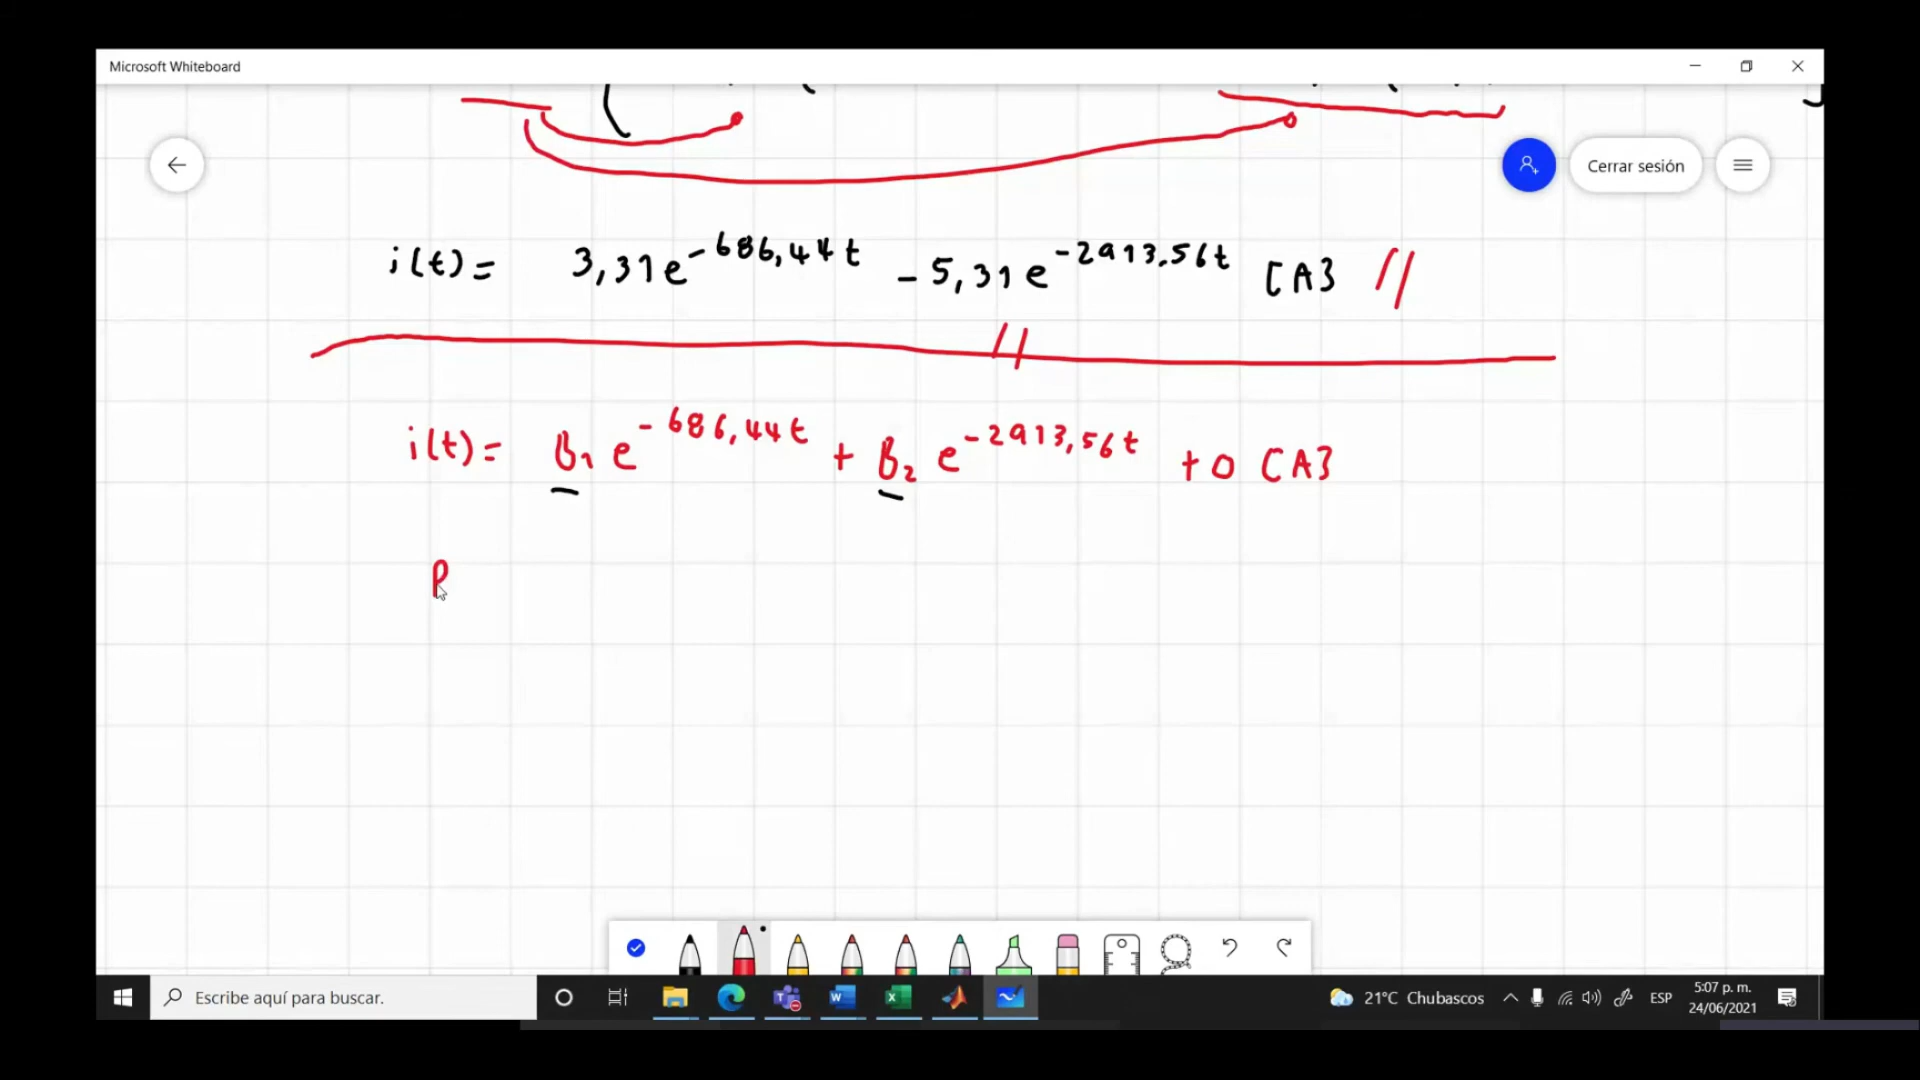 Microsoft Whiteboard
Cerrar sesión
i(t) = 3,31e^-686,44t - 5,31e^-2913.56t [A] //
i(t) = B1 e^-686,44t + B2 e^-2913,56t + 0 [A]
P
Escribe aquí para buscar.
21°C Chubascos
ESP
5:07 p. m.
24/06/2021